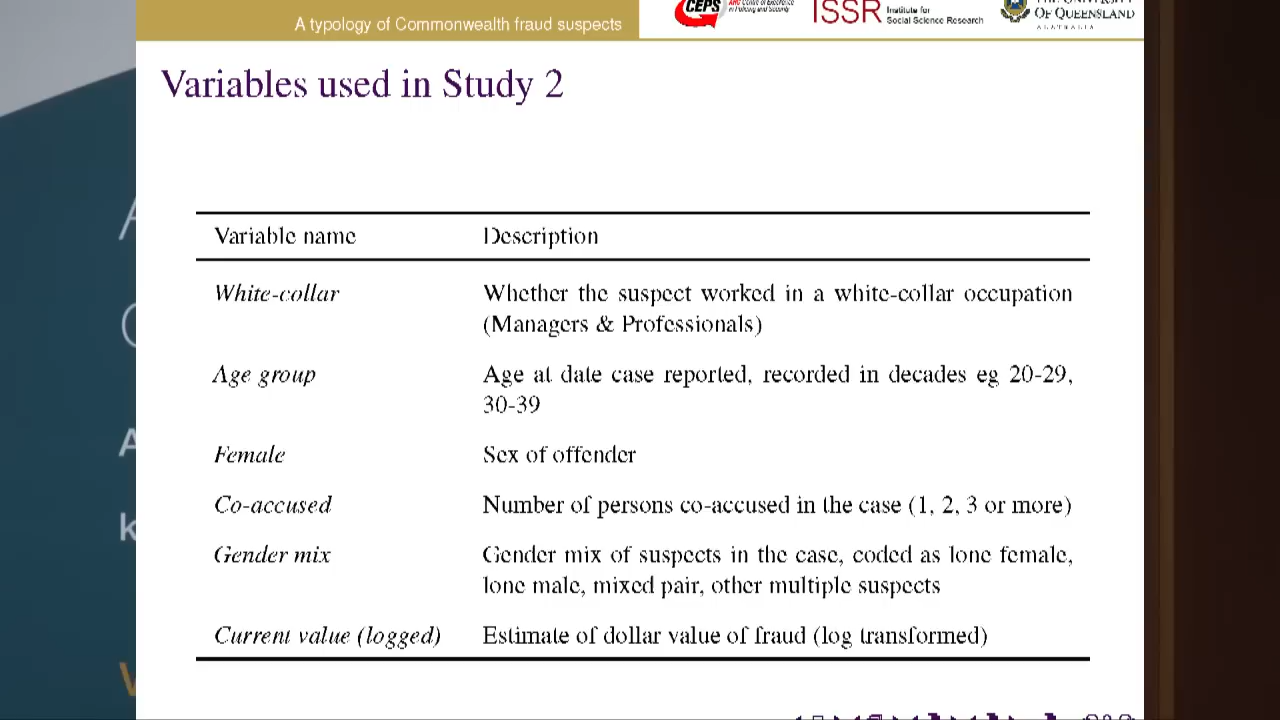 A typology of Commonwealth fraud suspects
CEPS
ISSR
Institute for
Social Science Research
OF QUEENSLAND
AUSTRALIA
Variables used in Study 2
Variable name Description
White-collar Whether the suspect worked in a white-collar occupation
(Managers & Professionals)
Age group Age at date case reported, recorded in decades eg 20-29,
30-39
Female Sex of offender
Co-accused Number of persons co-accused in the case (1, 2, 3 or more)
Gender mix Gender mix of suspects in the case, coded as lone female,
lone male, mixed pair, other multiple suspects
Current value (logged) Estimate of dollar value of fraud (log transformed)